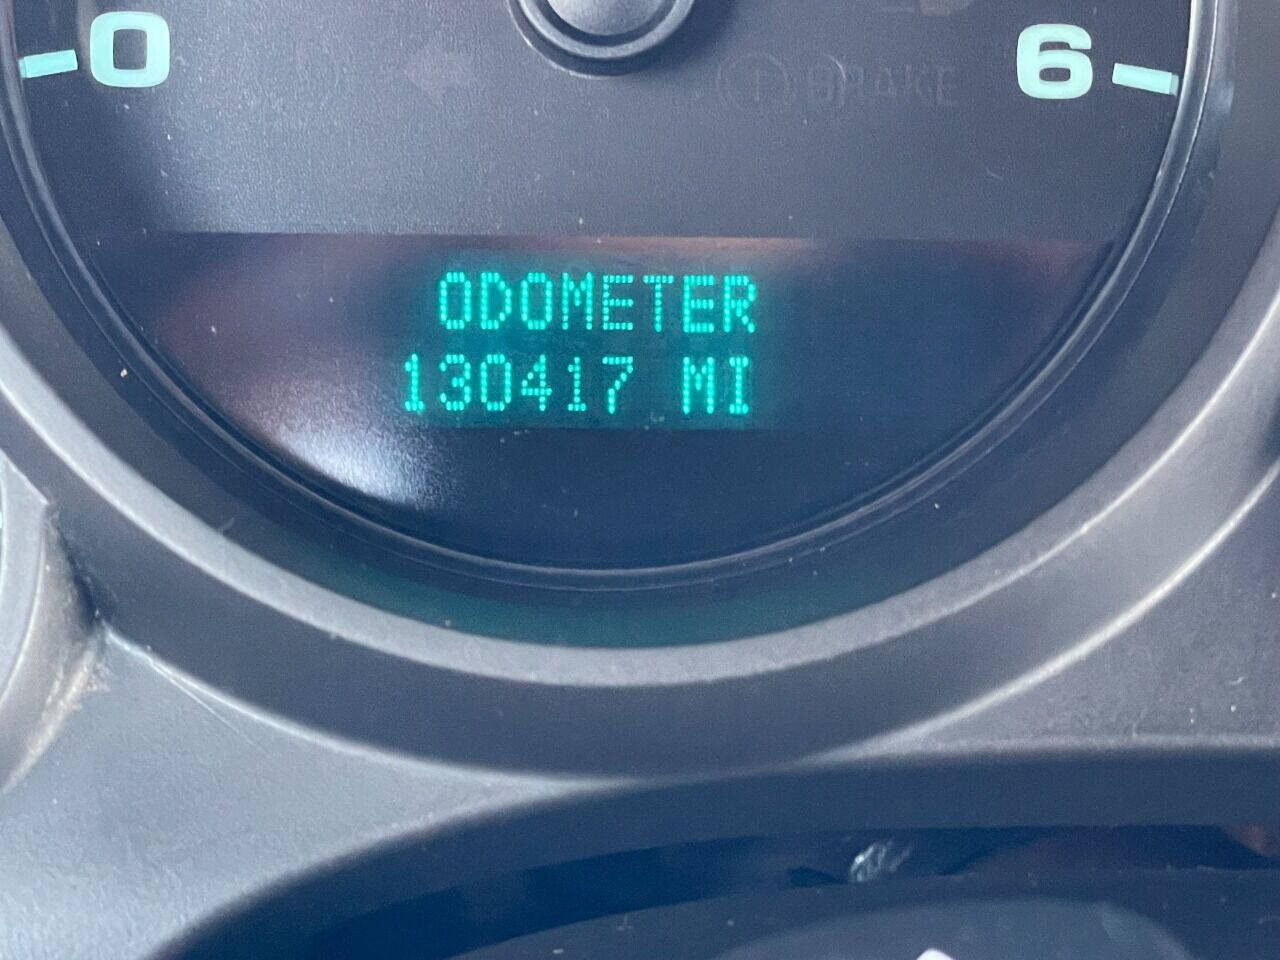 0
6
BRAKE
ODOMETER
130417 MI